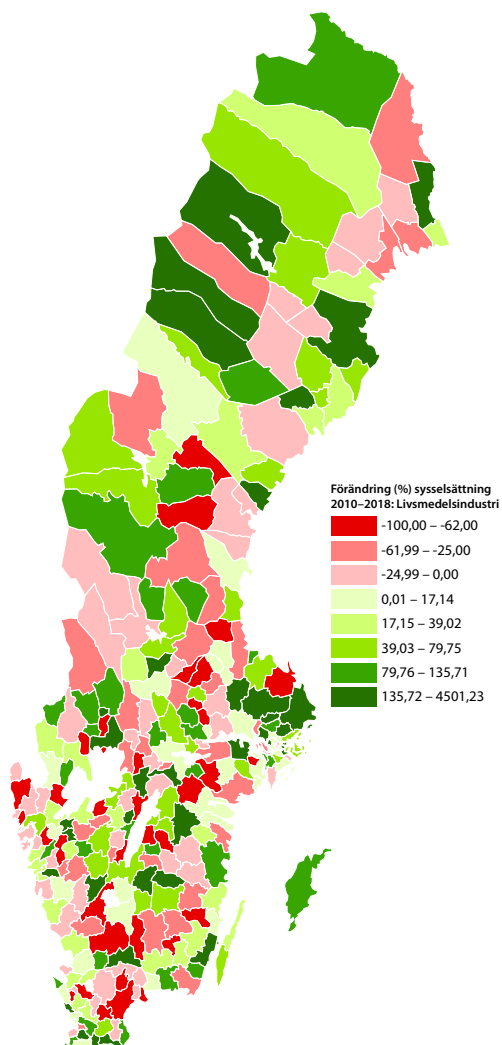 Förändring (%) sysselsättning
2010–2018: Livsmedelsindustri
-100,00 – -62,00
-61,99 – -25,00
-24,99 – 0,00
0,01 – 17,14
17,15 – 39,02
39,03 – 79,75
79,76 – 135,71
135,72 – 4501,23